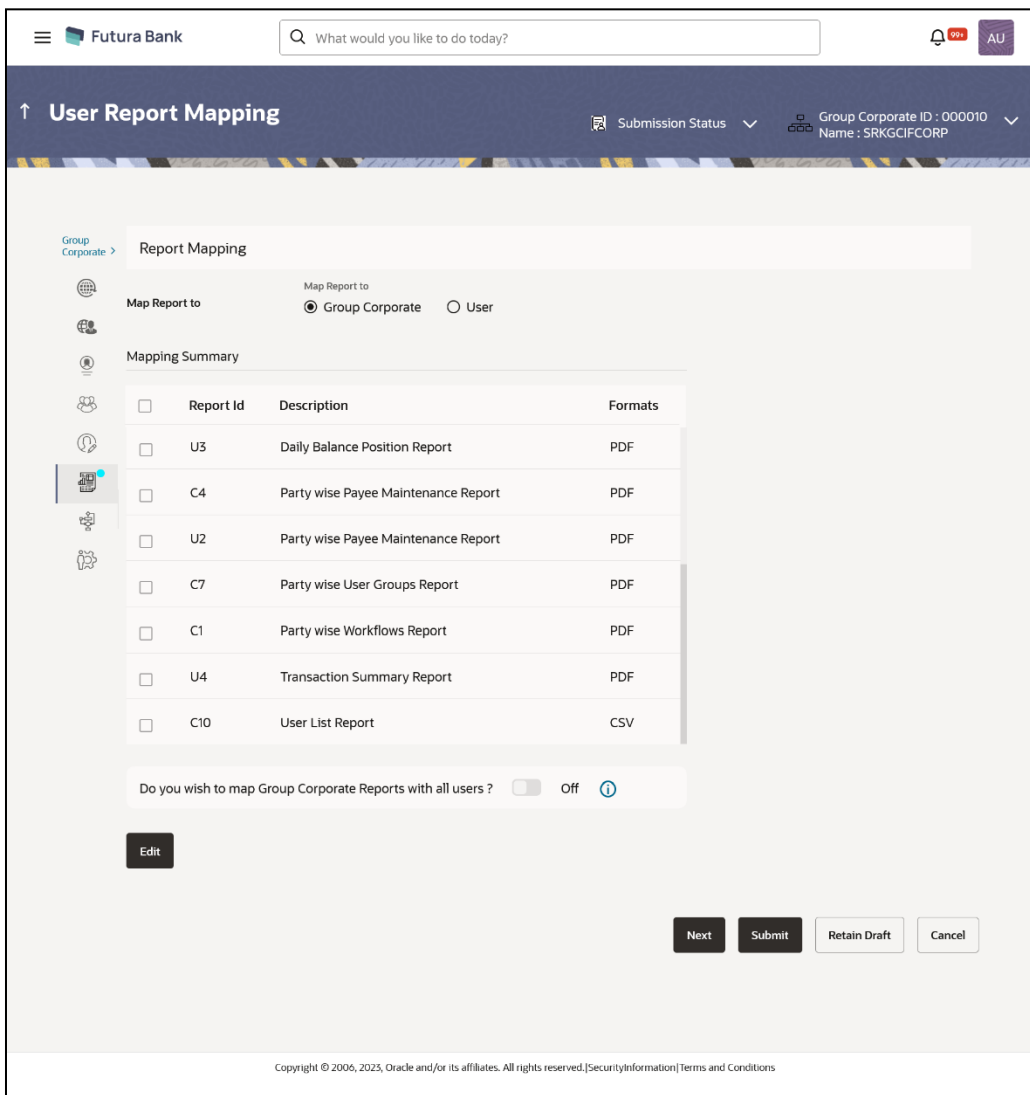 Futura Bank
What would you like to do today?
99+
AU
User Report Mapping
Submission Status
Group Corporate ID : 000010
Name : SRKGCIFCORP
Group
Corporate >
Report Mapping
Map Report to
Map Report to
Group Corporate
User
Mapping Summary
Report Id Description Formats
U3 Daily Balance Position Report PDF
C4 Party wise Payee Maintenance Report PDF
U2 Party wise Payee Maintenance Report PDF
C7 Party wise User Groups Report PDF
C1 Party wise Workflows Report PDF
U4 Transaction Summary Report PDF
C10 User List Report CSV
Do you wish to map Group Corporate Reports with all users ? Off
Edit
Next Submit Retain Draft Cancel
Copyright © 2006, 2023, Oracle and/or its affiliates. All rights reserved.|SecurityInformation|Terms and Conditions